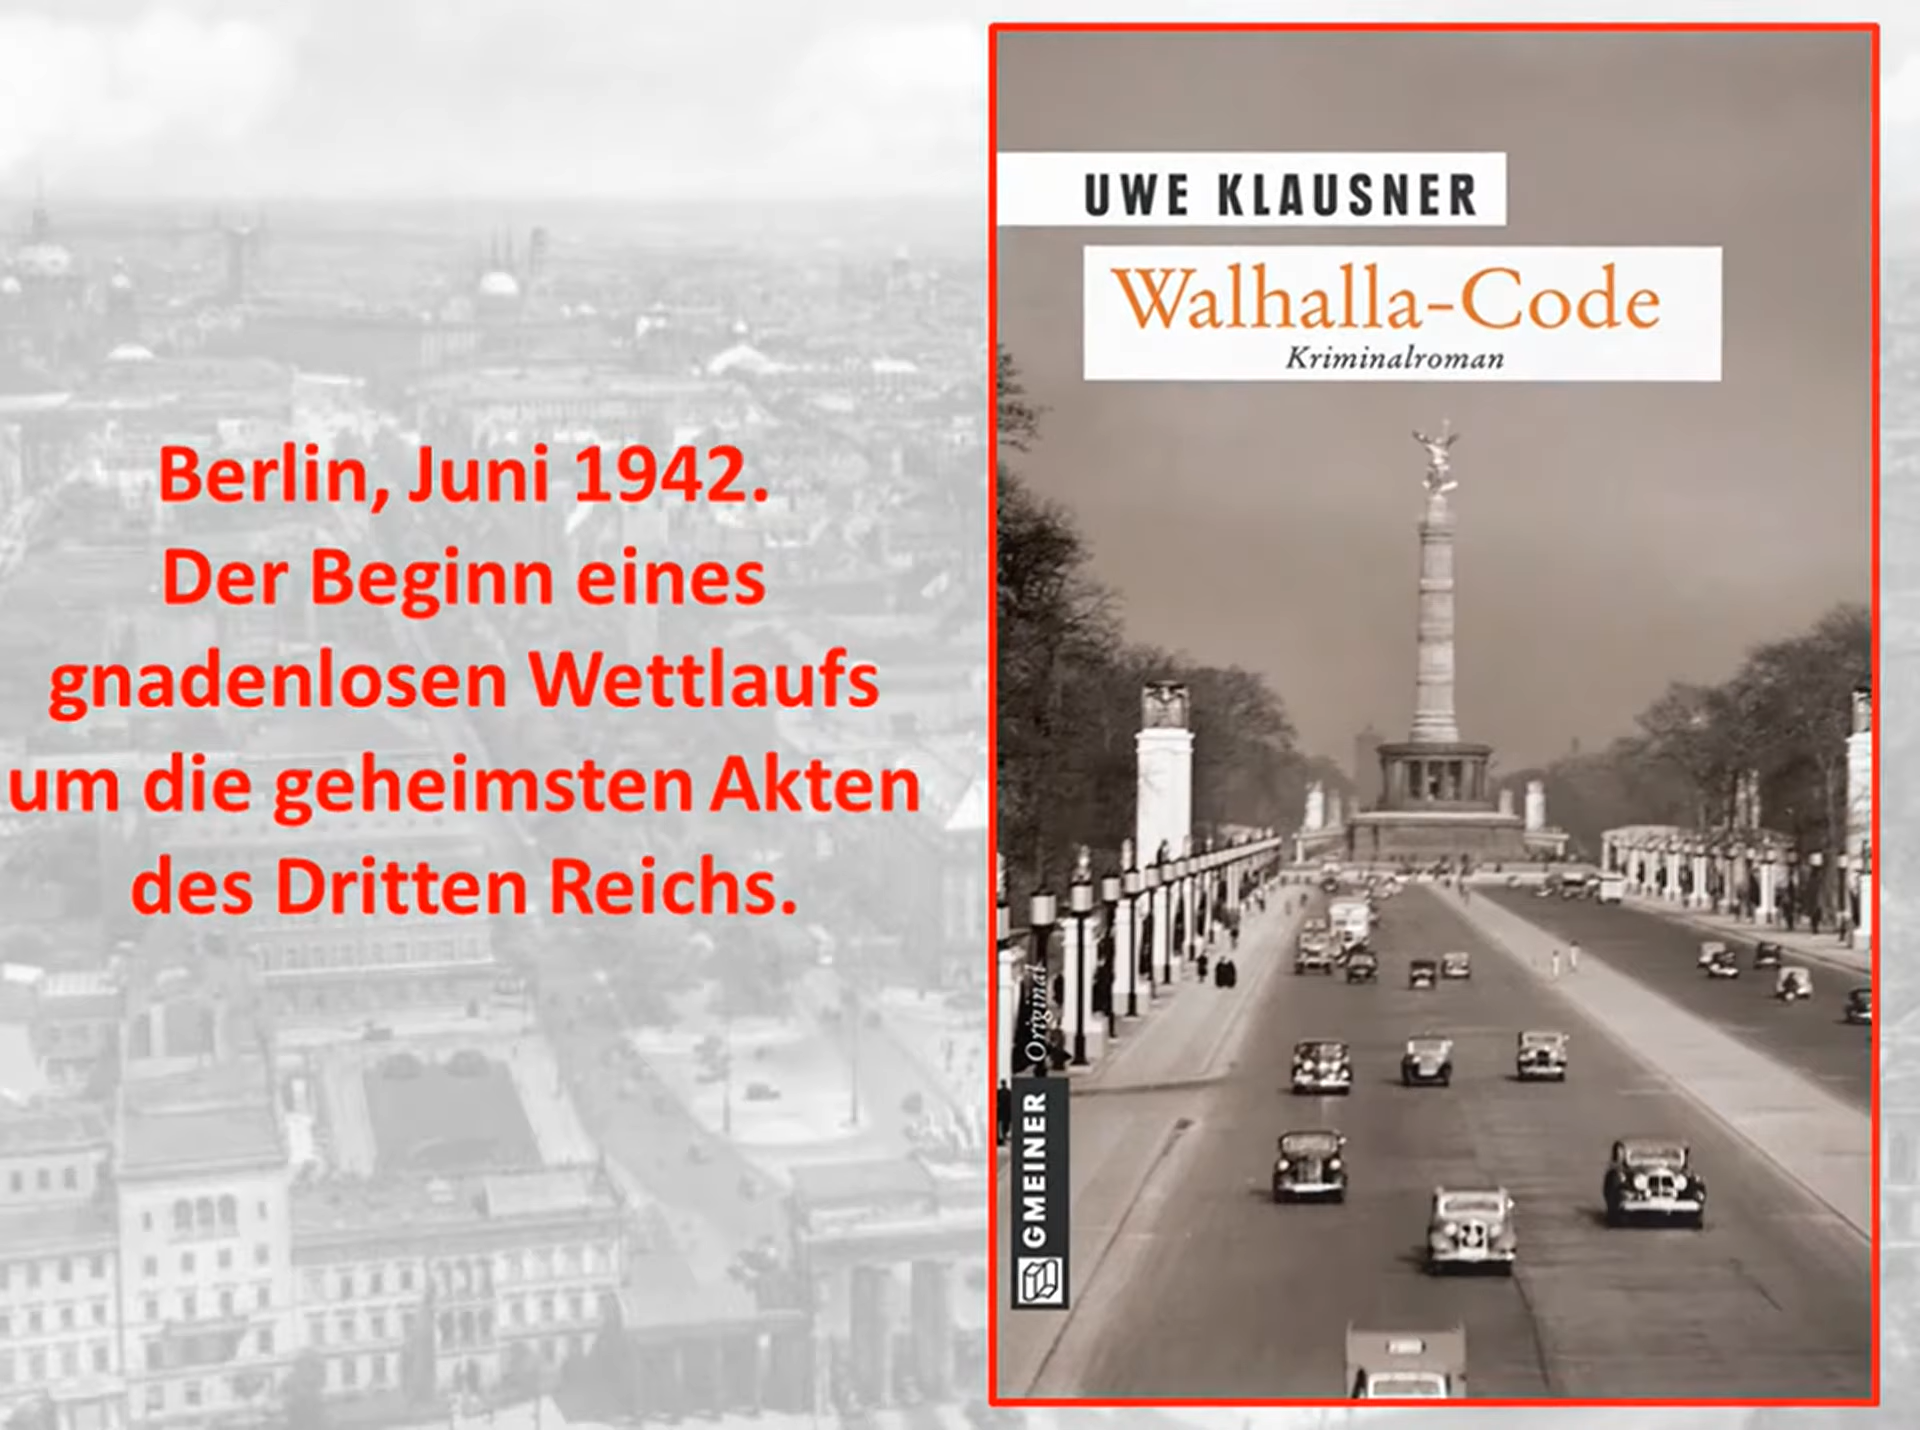 Berlin, Juni 1942.
Der Beginn eines
gnadenlosen Wettlaufs
um die geheimsten Akten
des Dritten Reichs.
UWE KLAUSNER
Walhalla-Code
Kriminalroman
Original
GMEINER